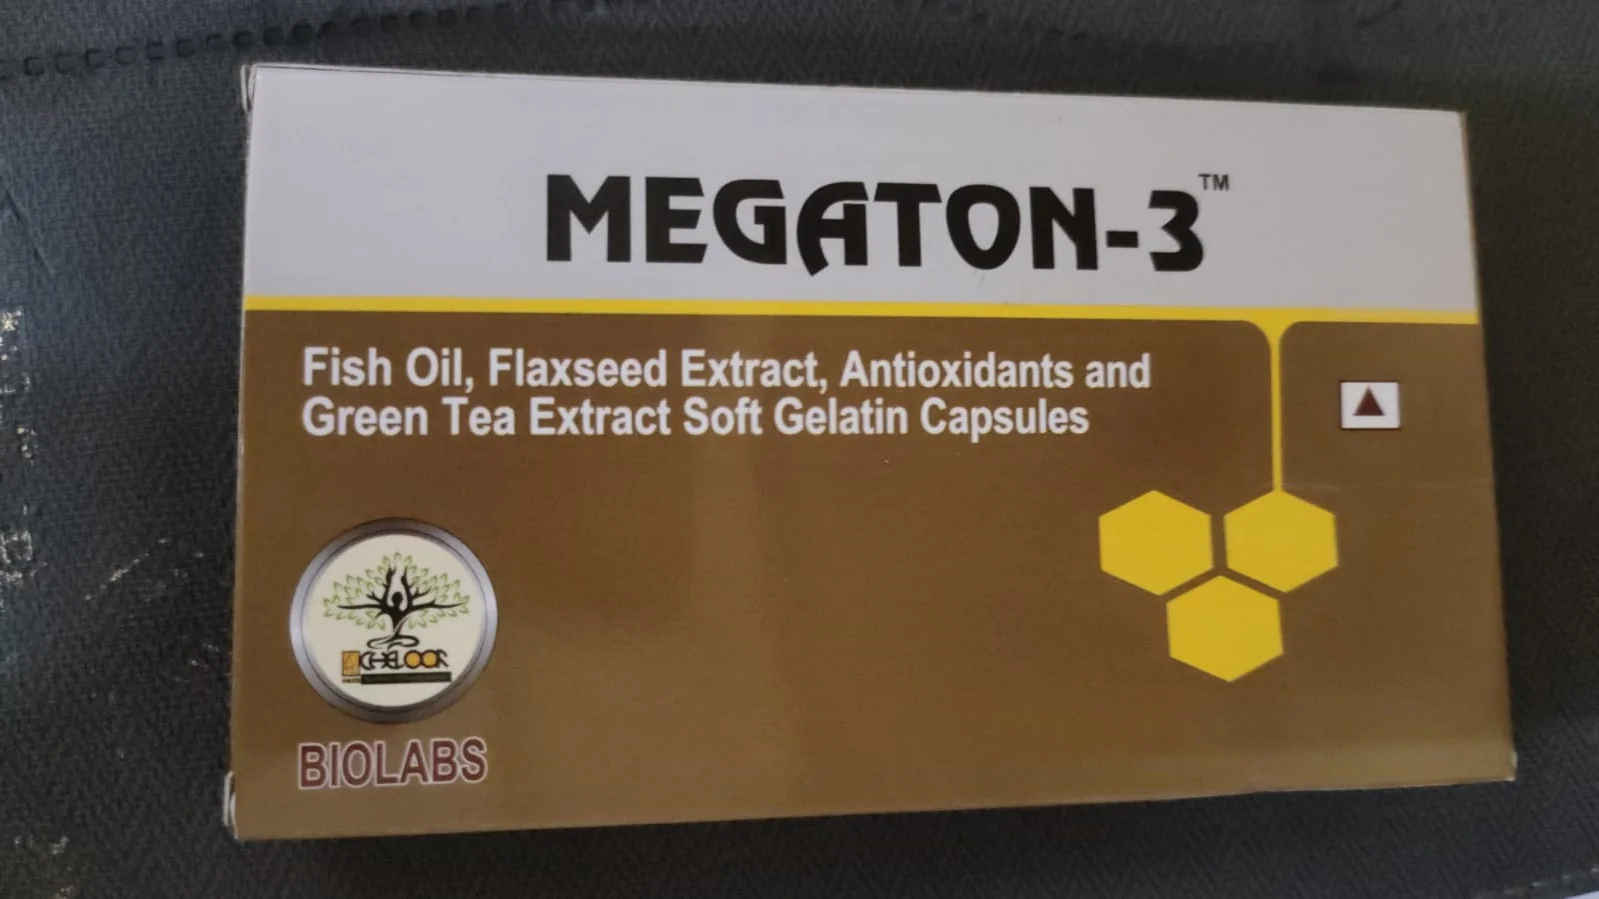 MEGATON-3™
Fish Oil, Flaxseed Extract, Antioxidants and
Green Tea Extract Soft Gelatin Capsules
BIOLABS